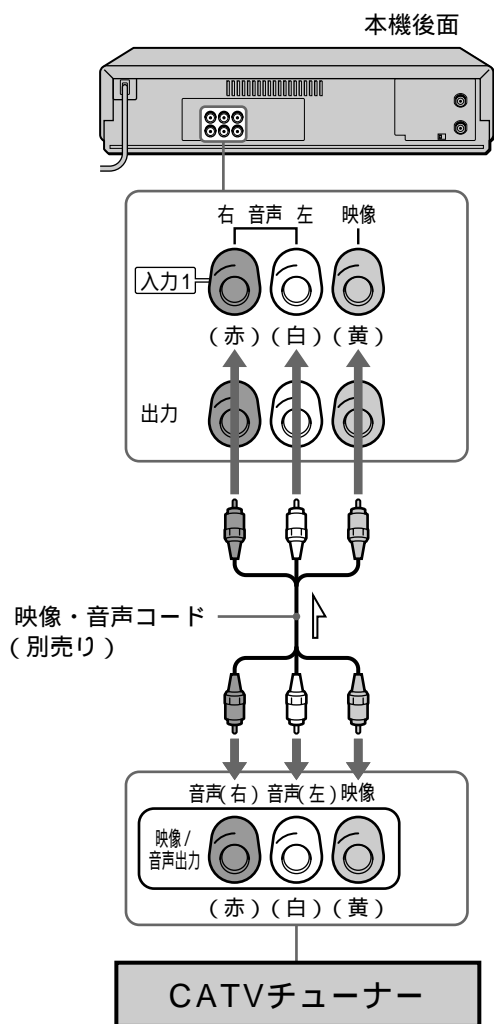 本機後面
右 音声 左 映像
入力1
(赤)(白)(黄)
出力
映像・音声コード
(別売り)
音声(右) 音声(左) 映像
映像/
音声出力
(赤)(白)(黄)
CATVチューナー